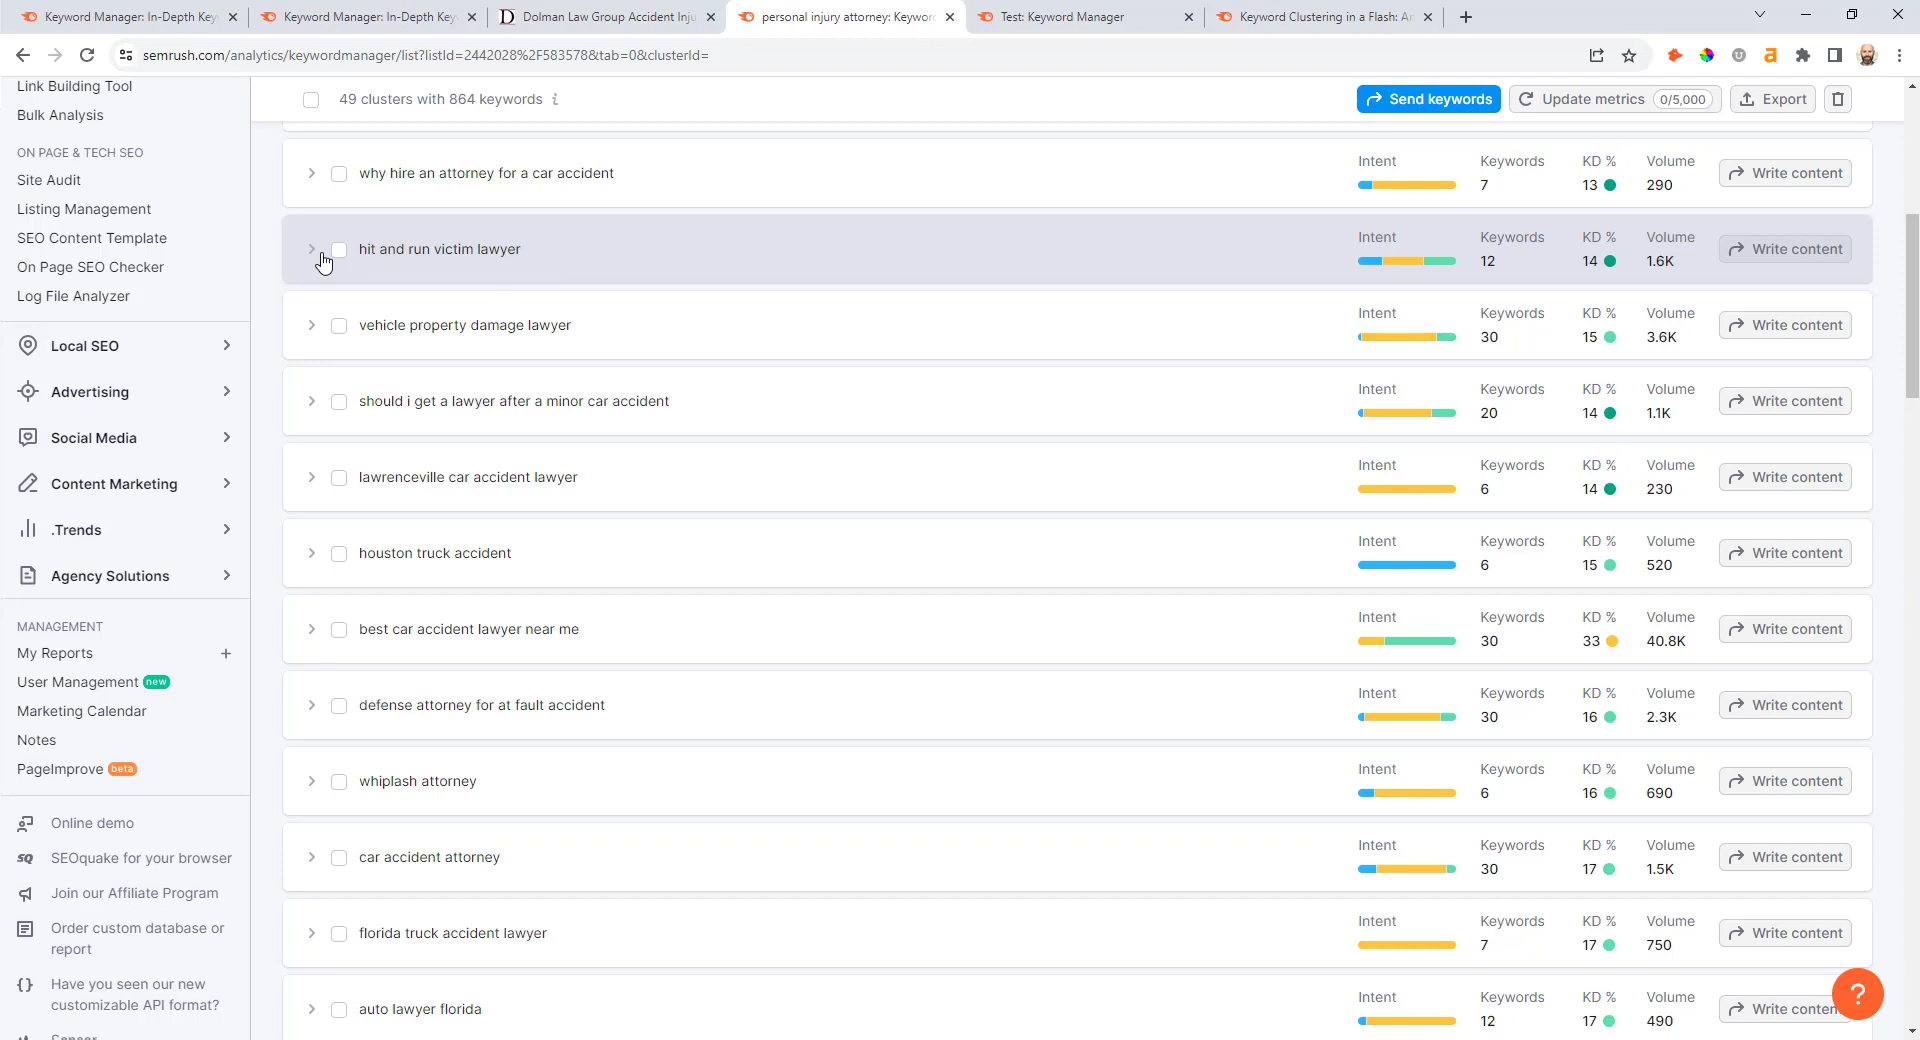 Keyword Manager: In-Depth Key
Keyword Manager: In-Depth Key
Dolman Law Group Accident Inju
personal injury attorney: Keyword
Test: Keyword Manager
Keyword Clustering in a Flash: A
semrush.com/analytics/keywordmanager/list?listId=2442028%2F583578&tab=0&clusterId=
Link Building Tool
Bulk Analysis
ON PAGE & TECH SEO
Site Audit
Listing Management
SEO Content Template
On Page SEO Checker
Log File Analyzer
Local SEO
Advertising
Social Media
Content Marketing
.Trends
Agency Solutions
MANAGEMENT
My Reports +
User Management new
Marketing Calendar
Notes
PageImprove beta
Online demo
SEOquake for your browser
Join our Affiliate Program
Order custom database or
report
Have you seen our new
customizable API format?
Sensor
49 clusters with 864 keywords i
Send keywords
Update metrics 0/5,000
Export
why hire an attorney for a car accident
Intent Keywords KD % Volume
7 13 290
Write content
hit and run victim lawyer
Intent Keywords KD % Volume
12 14 1.6K
Write content
vehicle property damage lawyer
Intent Keywords KD % Volume
30 15 3.6K
Write content
should i get a lawyer after a minor car accident
Intent Keywords KD % Volume
20 14 1.1K
Write content
lawrenceville car accident lawyer
Intent Keywords KD % Volume
6 14 230
Write content
houston truck accident
Intent Keywords KD % Volume
6 15 520
Write content
best car accident lawyer near me
Intent Keywords KD % Volume
30 33 40.8K
Write content
defense attorney for at fault accident
Intent Keywords KD % Volume
30 16 2.3K
Write content
whiplash attorney
Intent Keywords KD % Volume
6 16 690
Write content
car accident attorney
Intent Keywords KD % Volume
30 17 1.5K
Write content
florida truck accident lawyer
Intent Keywords KD % Volume
7 17 750
Write content
auto lawyer florida
Intent Keywords KD % Volume
12 17 490
Write conten
?